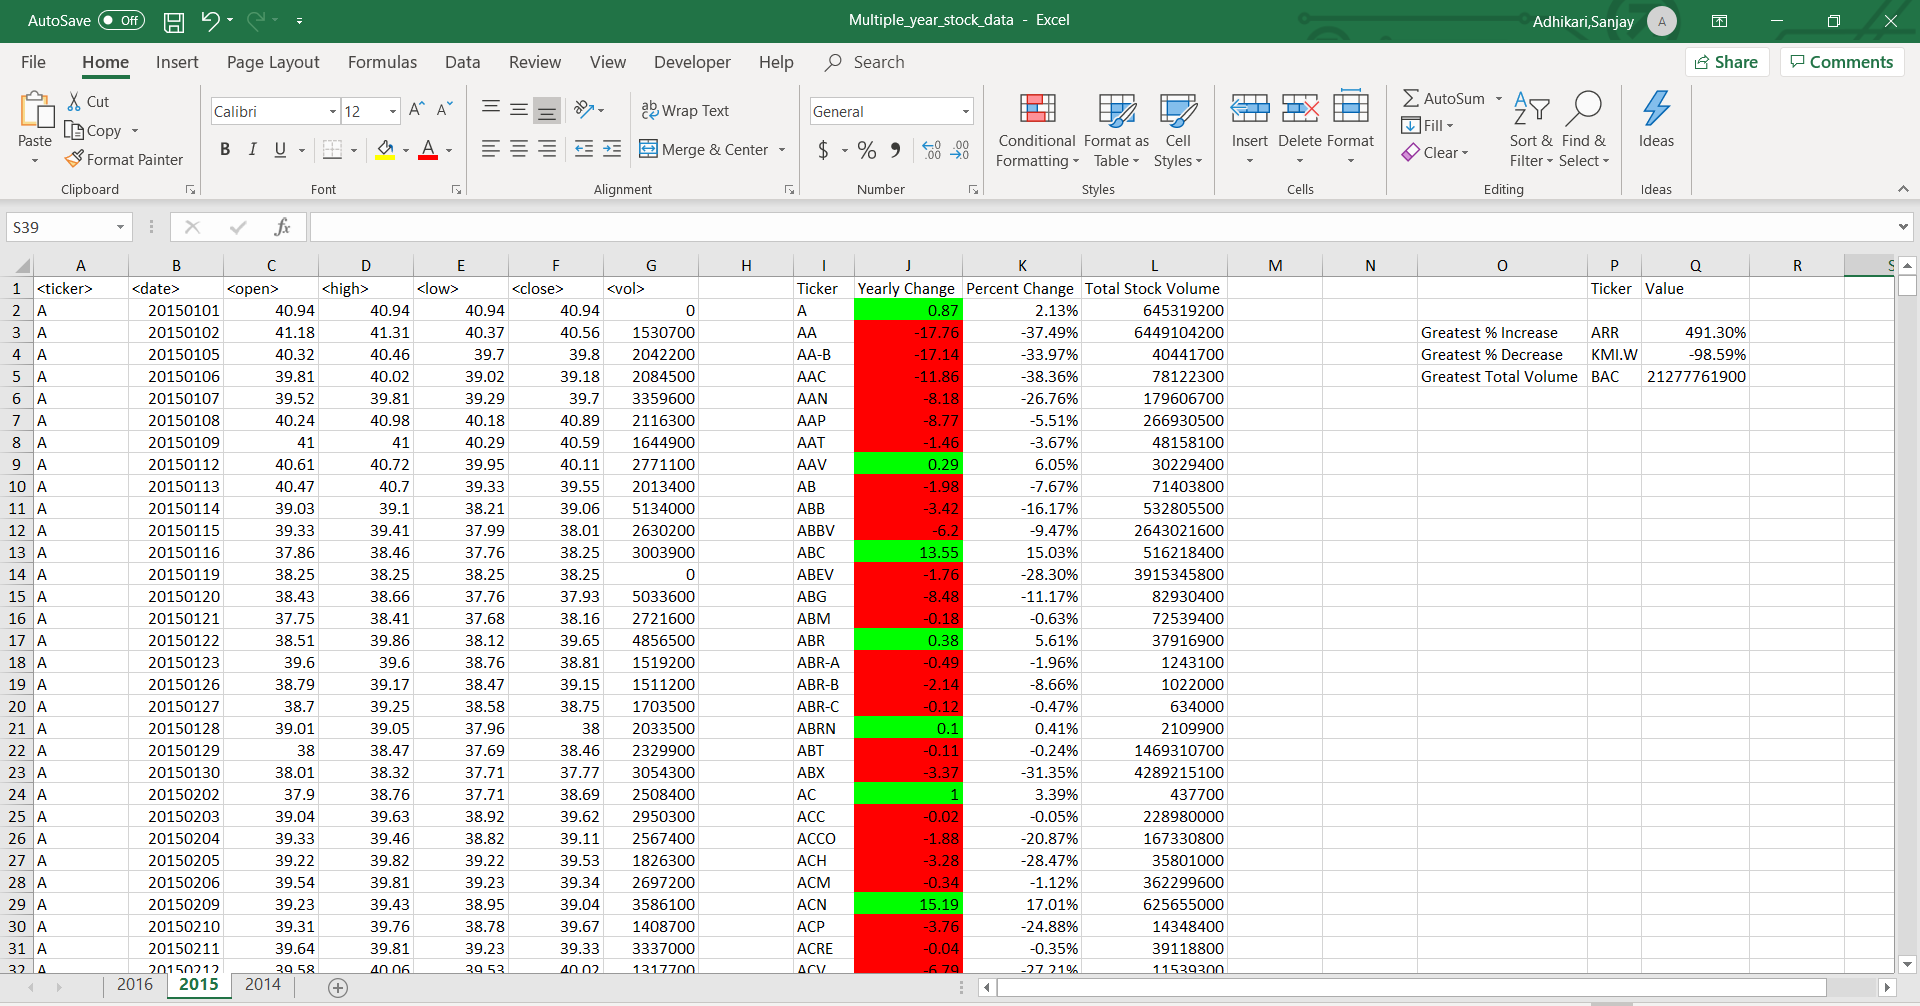 AutoSave Off Multiple_year_stock_data - Excel Adhikari,Sanjay A
File Home Insert Page Layout Formulas Data Review View Developer Help Search Share Comments
Paste
Cut
Copy
Format Painter
Clipboard
Calibri 12
B I U A
Font
ab Wrap Text
Merge & Center
Alignment
General
$ % 9 .00 .00
Number
Conditional Formatting
Format as Table
Cell Styles
Styles
Insert Delete Format
Cells
AutoSum
Fill
Clear
Sort & Filter
Find & Select
Editing
Ideas
Ideas
S39 fx
A B C D E F G H I J K L M N O P Q R S
1 <ticker> <date> <open> <high> <low> <close> <vol> Ticker Yearly Change Percent Change Total Stock Volume Ticker Value
2 A 20150101 40.94 40.94 40.94 40.94 0 A 0.87 2.13% 645319200
3 A 20150102 41.18 41.31 40.37 40.56 1530700 AA -17.76 -37.49% 6449104200 Greatest % Increase ARR 491.30%
4 A 20150105 40.32 40.46 39.7 39.8 2042200 AA-B -17.14 -33.97% 40441700 Greatest % Decrease KMI.W -98.59%
5 A 20150106 39.81 40.02 39.02 39.18 2084500 AAC -11.86 -38.36% 78122300 Greatest Total Volume BAC 21277761900
6 A 20150107 39.52 39.81 39.29 39.7 3359600 AAN -8.18 -26.76% 179606700
7 A 20150108 40.24 40.98 40.18 40.89 2116300 AAP -8.77 -5.51% 266930500
8 A 20150109 41 41 40.29 40.59 1644900 AAT -1.46 -3.67% 48158100
9 A 20150112 40.61 40.72 39.95 40.11 2771100 AAV 0.29 6.05% 30229400
10 A 20150113 40.47 40.7 39.33 39.55 2013400 AB -1.98 -7.67% 71403800
11 A 20150114 39.03 39.1 38.21 39.06 5134000 ABB -3.42 -16.17% 532805500
12 A 20150115 39.33 39.41 37.99 38.01 2630200 ABBV -6.2 -9.47% 2643021600
13 A 20150116 37.86 38.46 37.76 38.25 3003900 ABC 13.55 15.03% 516218400
14 A 20150119 38.25 38.25 38.25 38.25 0 ABEV -1.76 -28.30% 3915345800
15 A 20150120 38.43 38.66 37.76 37.93 5033600 ABG -8.48 -11.17% 82930400
16 A 20150121 37.75 38.41 37.68 38.16 2721600 ABM -0.18 -0.63% 72539400
17 A 20150122 38.51 39.86 38.12 39.65 4856500 ABR 0.38 5.61% 37916900
18 A 20150123 39.6 39.6 38.76 38.81 1519200 ABR-A -0.49 -1.96% 1243100
19 A 20150126 38.79 39.17 38.47 39.15 1511200 ABR-B -2.14 -8.66% 1022000
20 A 20150127 38.7 39.25 38.58 38.75 1703500 ABR-C -0.12 -0.47% 634000
21 A 20150128 39.01 39.05 37.96 38 2033500 ABRN 0.1 0.41% 2109900
22 A 20150129 38 38.47 37.69 38.46 2329900 ABT -0.11 -0.24% 1469310700
23 A 20150130 38.01 38.32 37.71 37.77 3054300 ABX -3.37 -31.35% 4289215100
24 A 20150202 37.9 38.76 37.71 38.69 2508400 AC 1 3.39% 437700
25 A 20150203 39.04 39.63 38.92 39.62 2950300 ACC -0.02 -0.05% 228980000
26 A 20150204 39.33 39.46 38.82 39.11 2567400 ACCO -1.88 -20.87% 167330800
27 A 20150205 39.22 39.82 39.22 39.53 1826300 ACH -3.28 -28.47% 35801000
28 A 20150206 39.54 39.81 39.23 39.34 2697200 ACM -0.34 -1.12% 362299600
29 A 20150209 39.23 39.43 38.95 39.04 3586100 ACN 15.19 17.01% 625655000
30 A 20150210 39.31 39.76 38.78 39.67 1408700 ACP -3.76 -24.88% 14348400
31 A 20150211 39.64 39.81 39.23 39.33 3337000 ACRE -0.04 -0.35% 39118800
32 A 20150212 39.58 40.06 39.53 40.02 1317700 ACV -6.79 -27.21% 11539300
2016 2015 2014